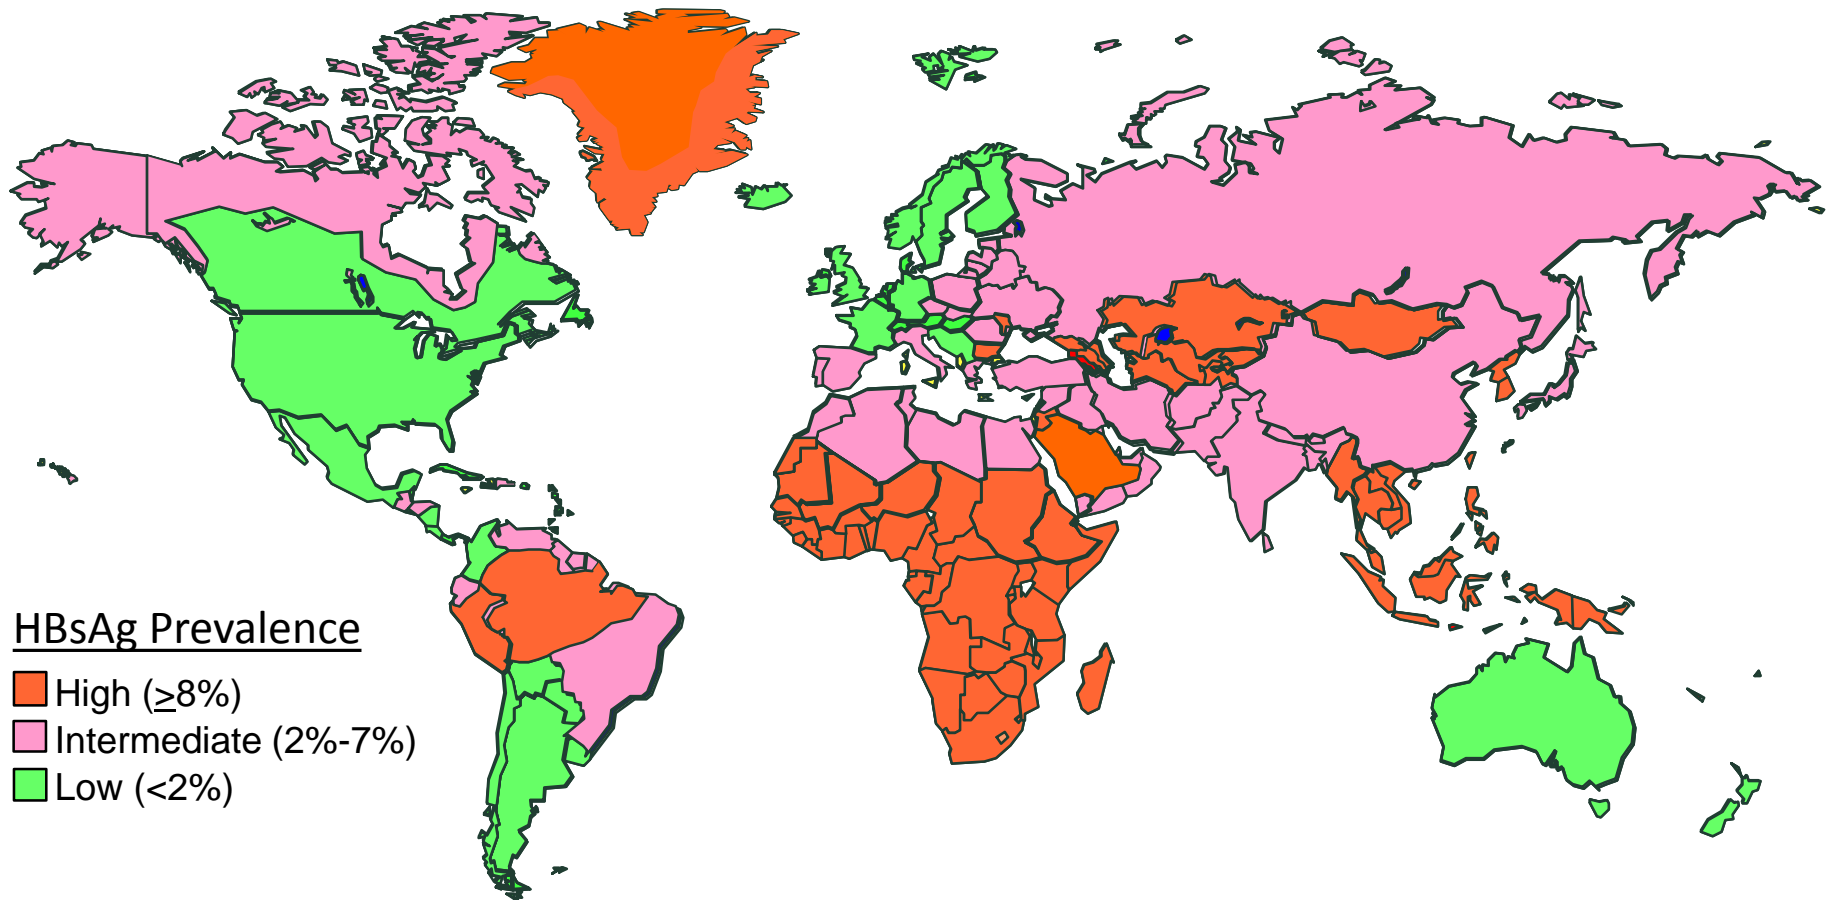 HBsAg Prevalence
High (≥8%)
Intermediate (2%-7%)
Low (<2%)